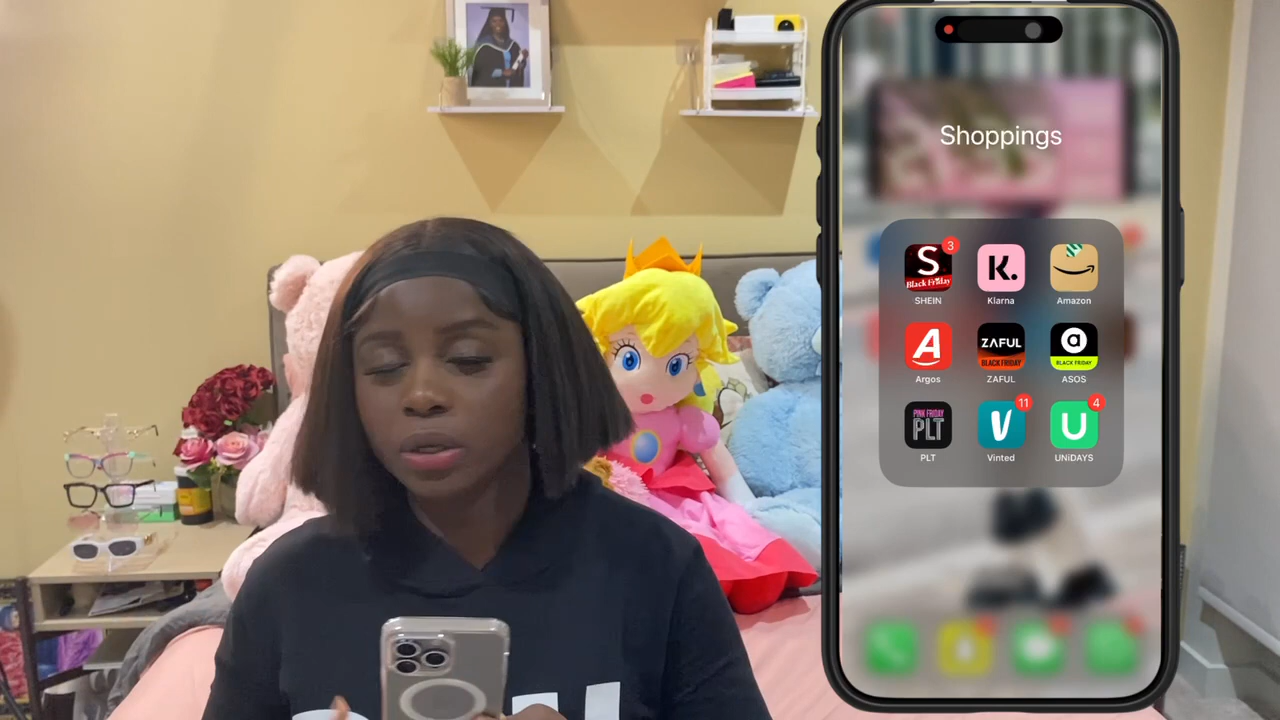 Shoppings
S 3
Black Friday
SHEIN
K.
Klarna
Amazon
A
Argos
ZAFUL
BLACK FRIDAY
ZAFUL
a
BLACK FRIDAY
ASOS
PINK FRIDAY
PLT
PLT
V 11
Vinted
U 4
UNiDAYS